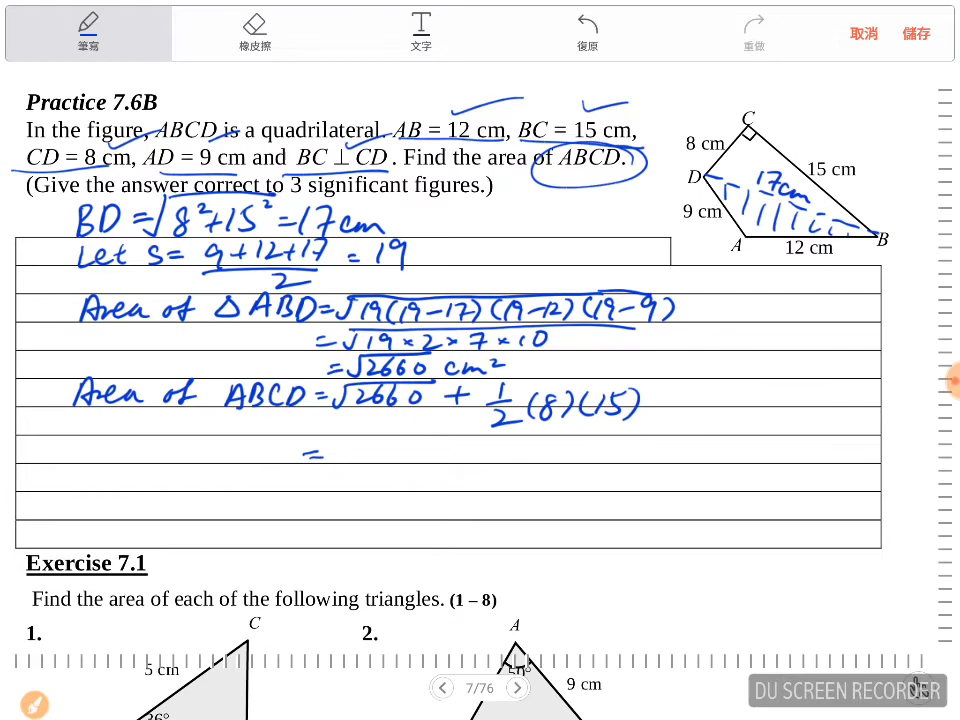 筆寫 橡皮擦 文字 復原 重做 取消 儲存
Practice 7.6B
In the figure, ABCD is a quadrilateral. AB = 12 cm, BC = 15 cm,
CD = 8 cm, AD = 9 cm and BC ⊥ CD. Find the area of ABCD.
(Give the answer correct to 3 significant figures.)
C
8 cm
15 cm
D
17cm
9 cm
A
12 cm
B
BD = √8²+15² = 17cm
Let s = 9+12+17/2 = 19
Area of △ABD = √19(19-17)(19-12)(19-9)
= √19×2×7×10
= √2660 cm²
Area of ABCD = √2660 + 1/2 (8)(15)
=
Exercise 7.1
Find the area of each of the following triangles. (1 – 8)
1.
C
5 cm
36°
2.
A
50°
9 cm
7/76
DU SCREEN RECORDER